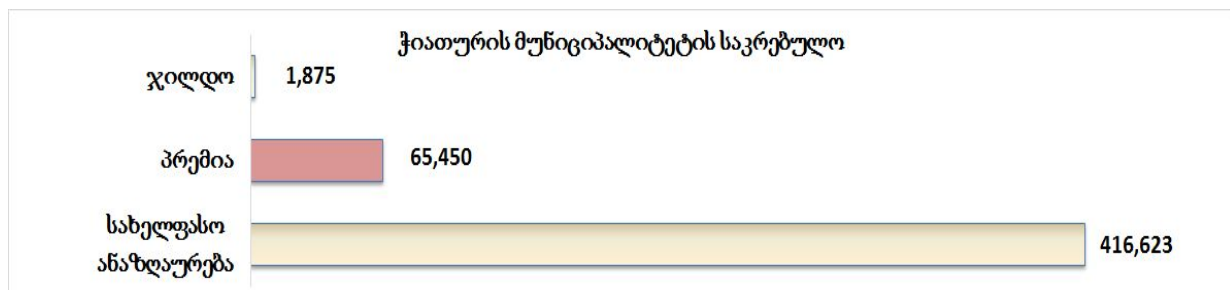 ჭიათურის მუნიციპალიტეტის საკრებულო
ჯილდო 1,875
პრემია 65,450
სახელფასო
ანაზღაურება 416,623